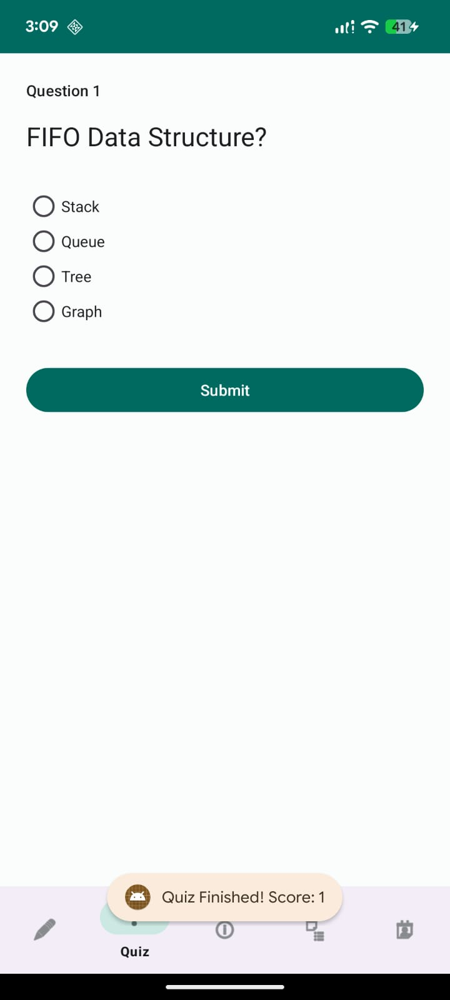 3:09
41
Question 1
FIFO Data Structure?
Stack
Queue
Tree
Graph
Submit
Quiz Finished! Score: 1
Quiz